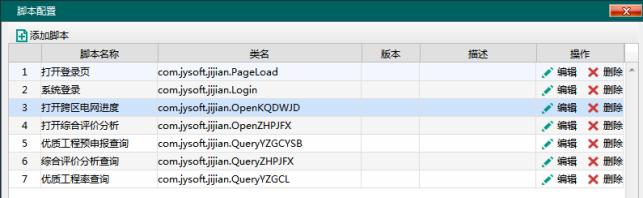 脚本配置
添加脚本
脚本名称 类名 版本 描述 操作
1 打开登录页 com.jysoft.jijian.PageLoad 编辑 删除
2 系统登录 com.jysoft.jijian.Login 编辑 删除
3 打开跨区电网进度 com.jysoft.jijian.OpenKQDWJD 编辑 删除
4 打开综合评价分析 com.jysoft.jijian.OpenZHPJFX 编辑 删除
5 优质工程预申报查询 com.jysoft.jijian.QueryYZGCYSB 编辑 删除
6 综合评价分析查询 com.jysoft.jijian.QueryZHPJFX 编辑 删除
7 优质工程率查询 com.jysoft.jijian.QueryYZGCL 编辑 删除